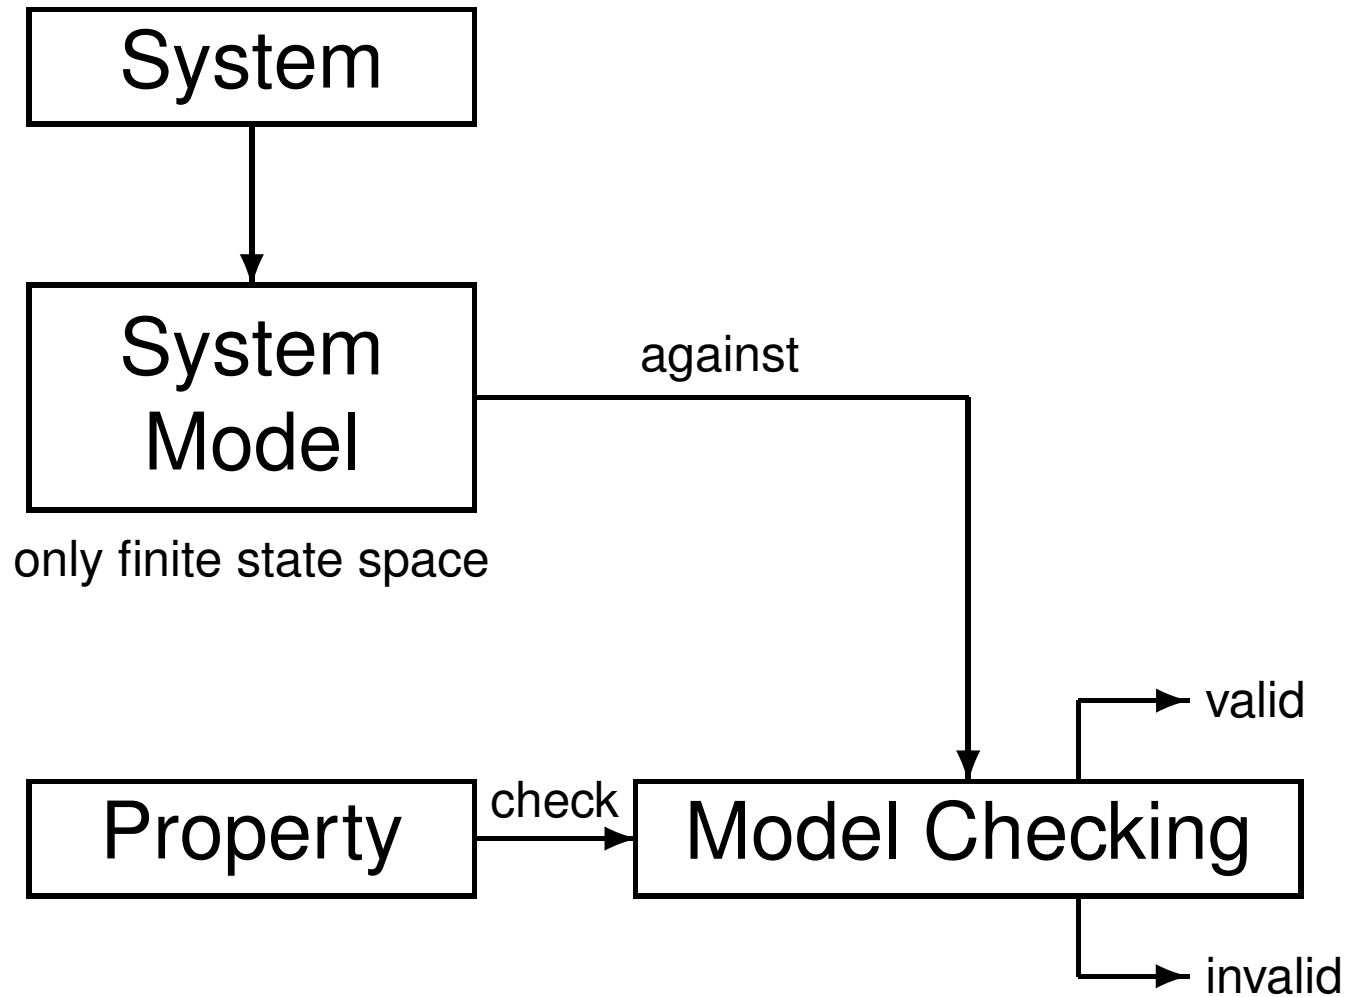 System
System
Model
against
only finite state space
valid
Property
check
Model Checking
invalid